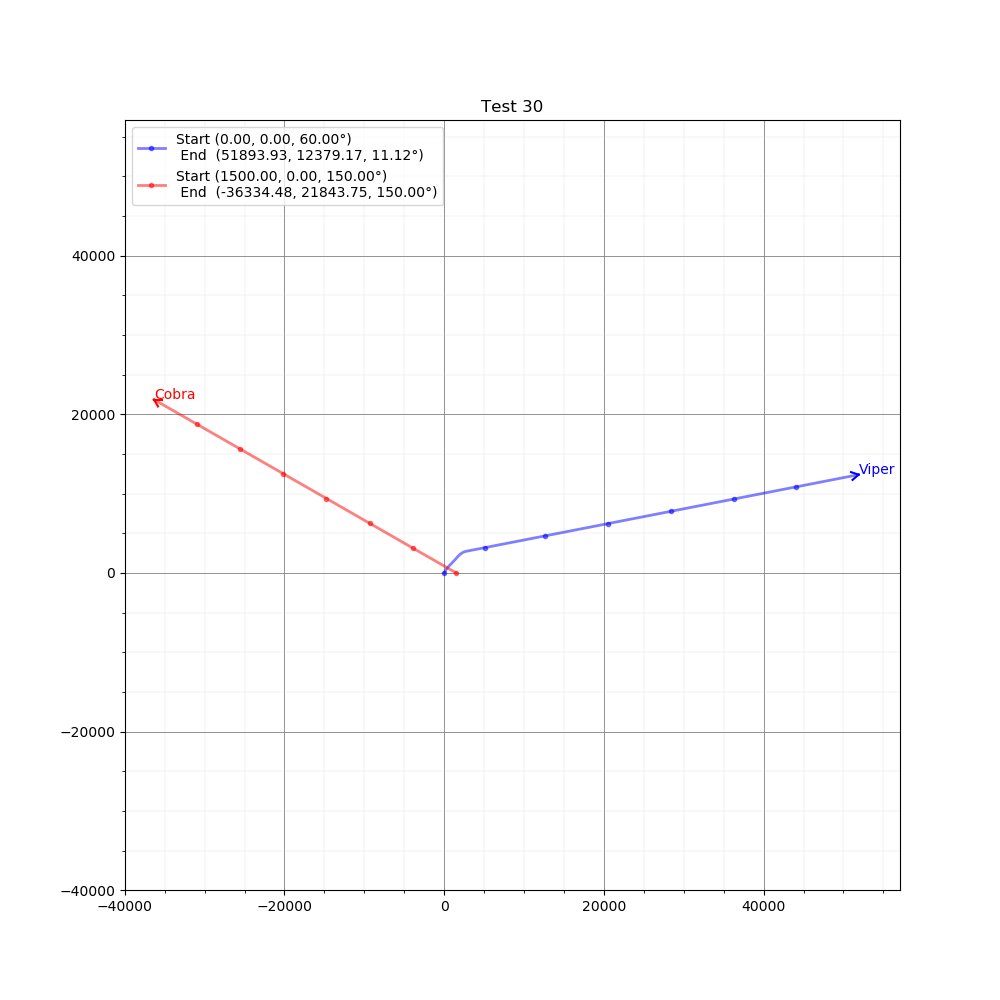 Test 30
Start (0.00, 0.00, 60.00°)
End (51893.93, 12379.17, 11.12°)
Start (1500.00, 0.00, 150.00°)
End (-36334.48, 21843.75, 150.00°)
40000
20000
0
−20000
−40000
Cobra
Viper
−40000
−20000
0
20000
40000